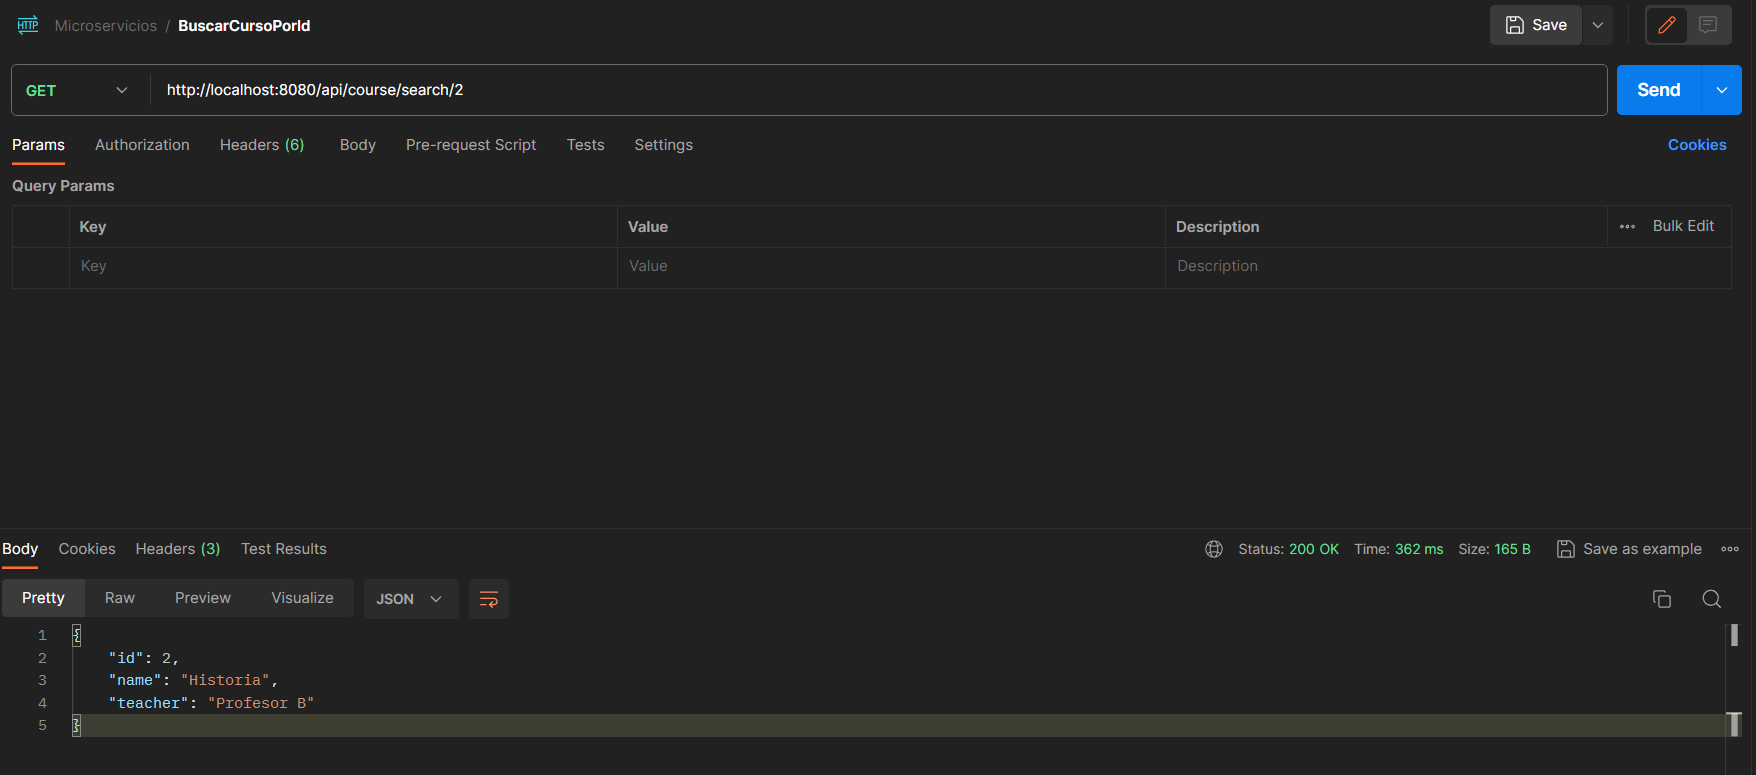 HTTP Microservicios / BuscarCursoPorId
Save
GET http://localhost:8080/api/course/search/2
Send
Params Authorization Headers (6) Body Pre-request Script Tests Settings Cookies
Query Params
Key Value Description ••• Bulk Edit
Key Value Description
Body Cookies Headers (3) Test Results Status: 200 OK Time: 362 ms Size: 165 B Save as example
Pretty Raw Preview Visualize JSON
1 {
2 "id": 2,
3 "name": "Historia",
4 "teacher": "Profesor B"
5 }